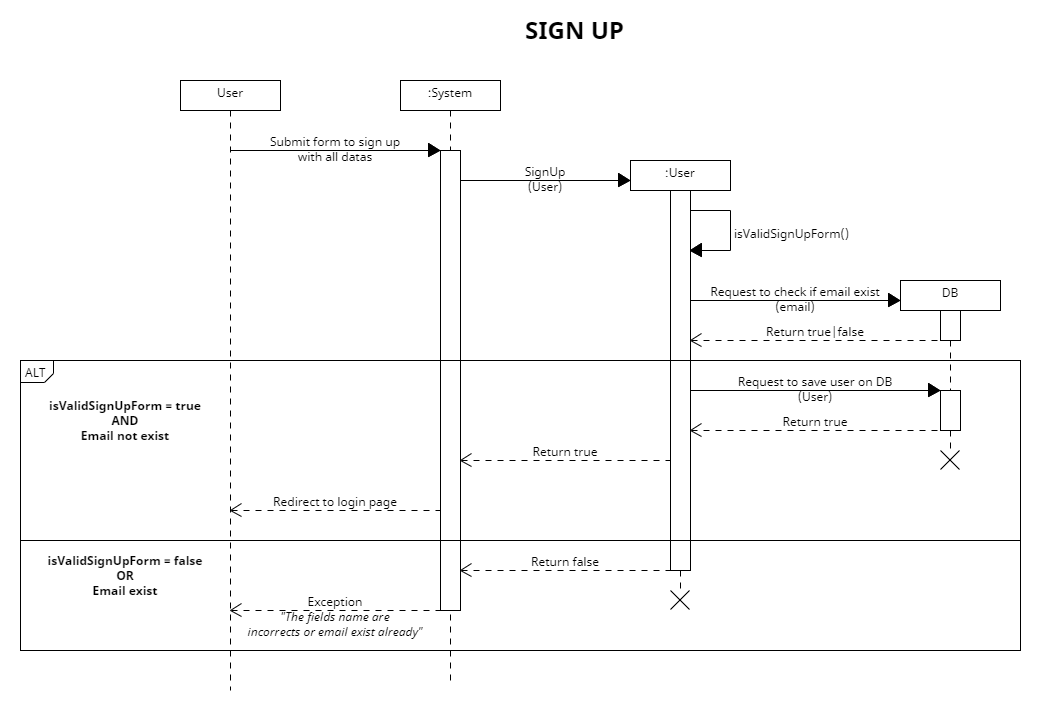 SIGN UP
User
:System
Submit form to sign up
with all datas
SignUp
(User)
:User
isValidSignUpForm()
Request to check if email exist
(email)
DB
Return true|false
ALT
isValidSignUpForm = true
AND
Email not exist
Request to save user on DB
(User)
Return true
Return true
Redirect to login page
isValidSignUpForm = false
OR
Email exist
Return false
Exception
"The fields name are
incorrects or email exist already"